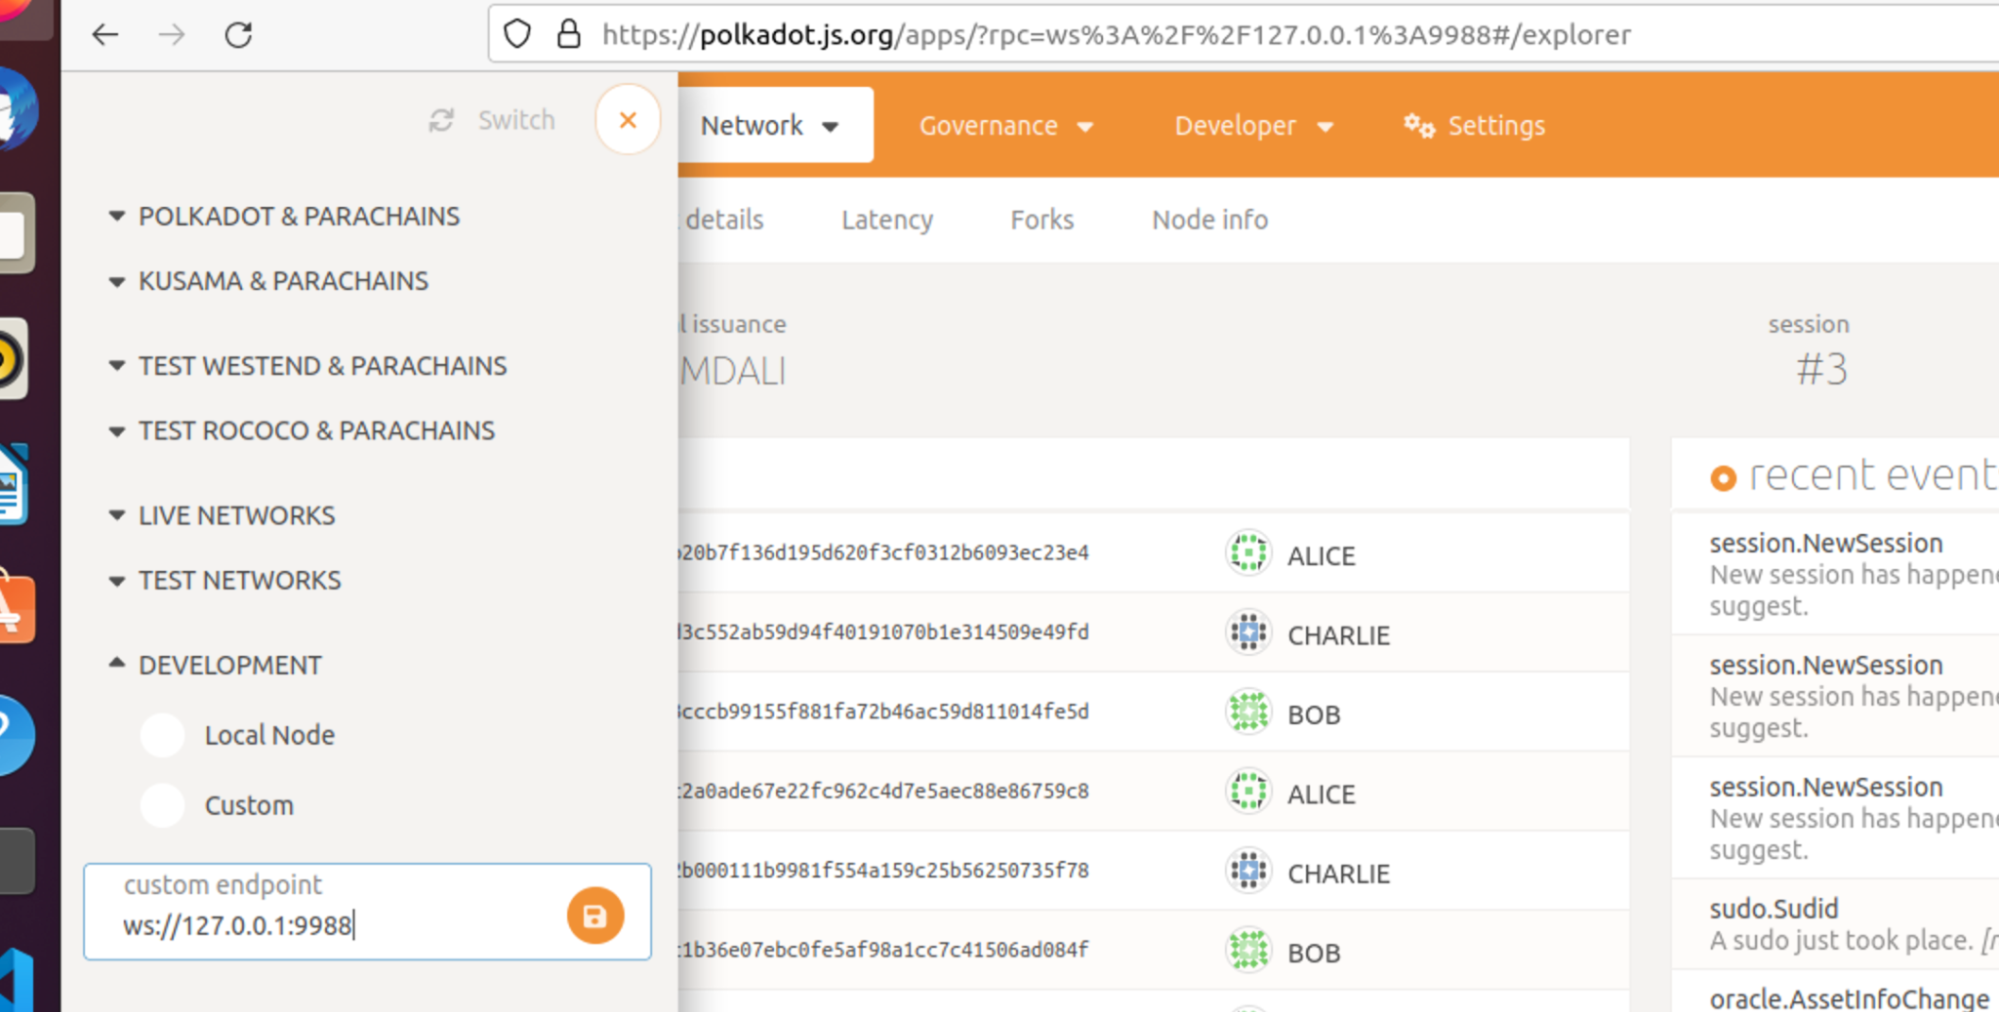 https://polkadot.js.org/apps/?rpc=ws%3A%2F%2F127.0.0.1%3A9988#/explorer
Switch
POLKADOT & PARACHAINS
KUSAMA & PARACHAINS
TEST WESTEND & PARACHAINS
TEST ROCOCO & PARACHAINS
LIVE NETWORKS
TEST NETWORKS
DEVELOPMENT
Local Node
Custom
custom endpoint
ws://127.0.0.1:9988
Network
Governance
Developer
Settings
details
Latency
Forks
Node info
l issuance
MDALI
session
#3
20b7f136d195d620f3cf0312b6093ec23e4
ALICE
3c552ab59d94f40191070b1e314509e49fd
CHARLIE
cccb99155f881fa72b46ac59d811014fe5d
BOB
2a0ade67e22fc962c4d7e5aec88e86759c8
ALICE
b000111b9981f554a159c25b56250735f78
CHARLIE
1b36e07ebc0fe5af98a1cc7c41506ad084f
BOB
recent event
session.NewSession
New session has happen
suggest.
session.NewSession
New session has happen
suggest.
session.NewSession
New session has happen
suggest.
sudo.Sudid
A sudo just took place. [r
oracle.AssetInfoChange